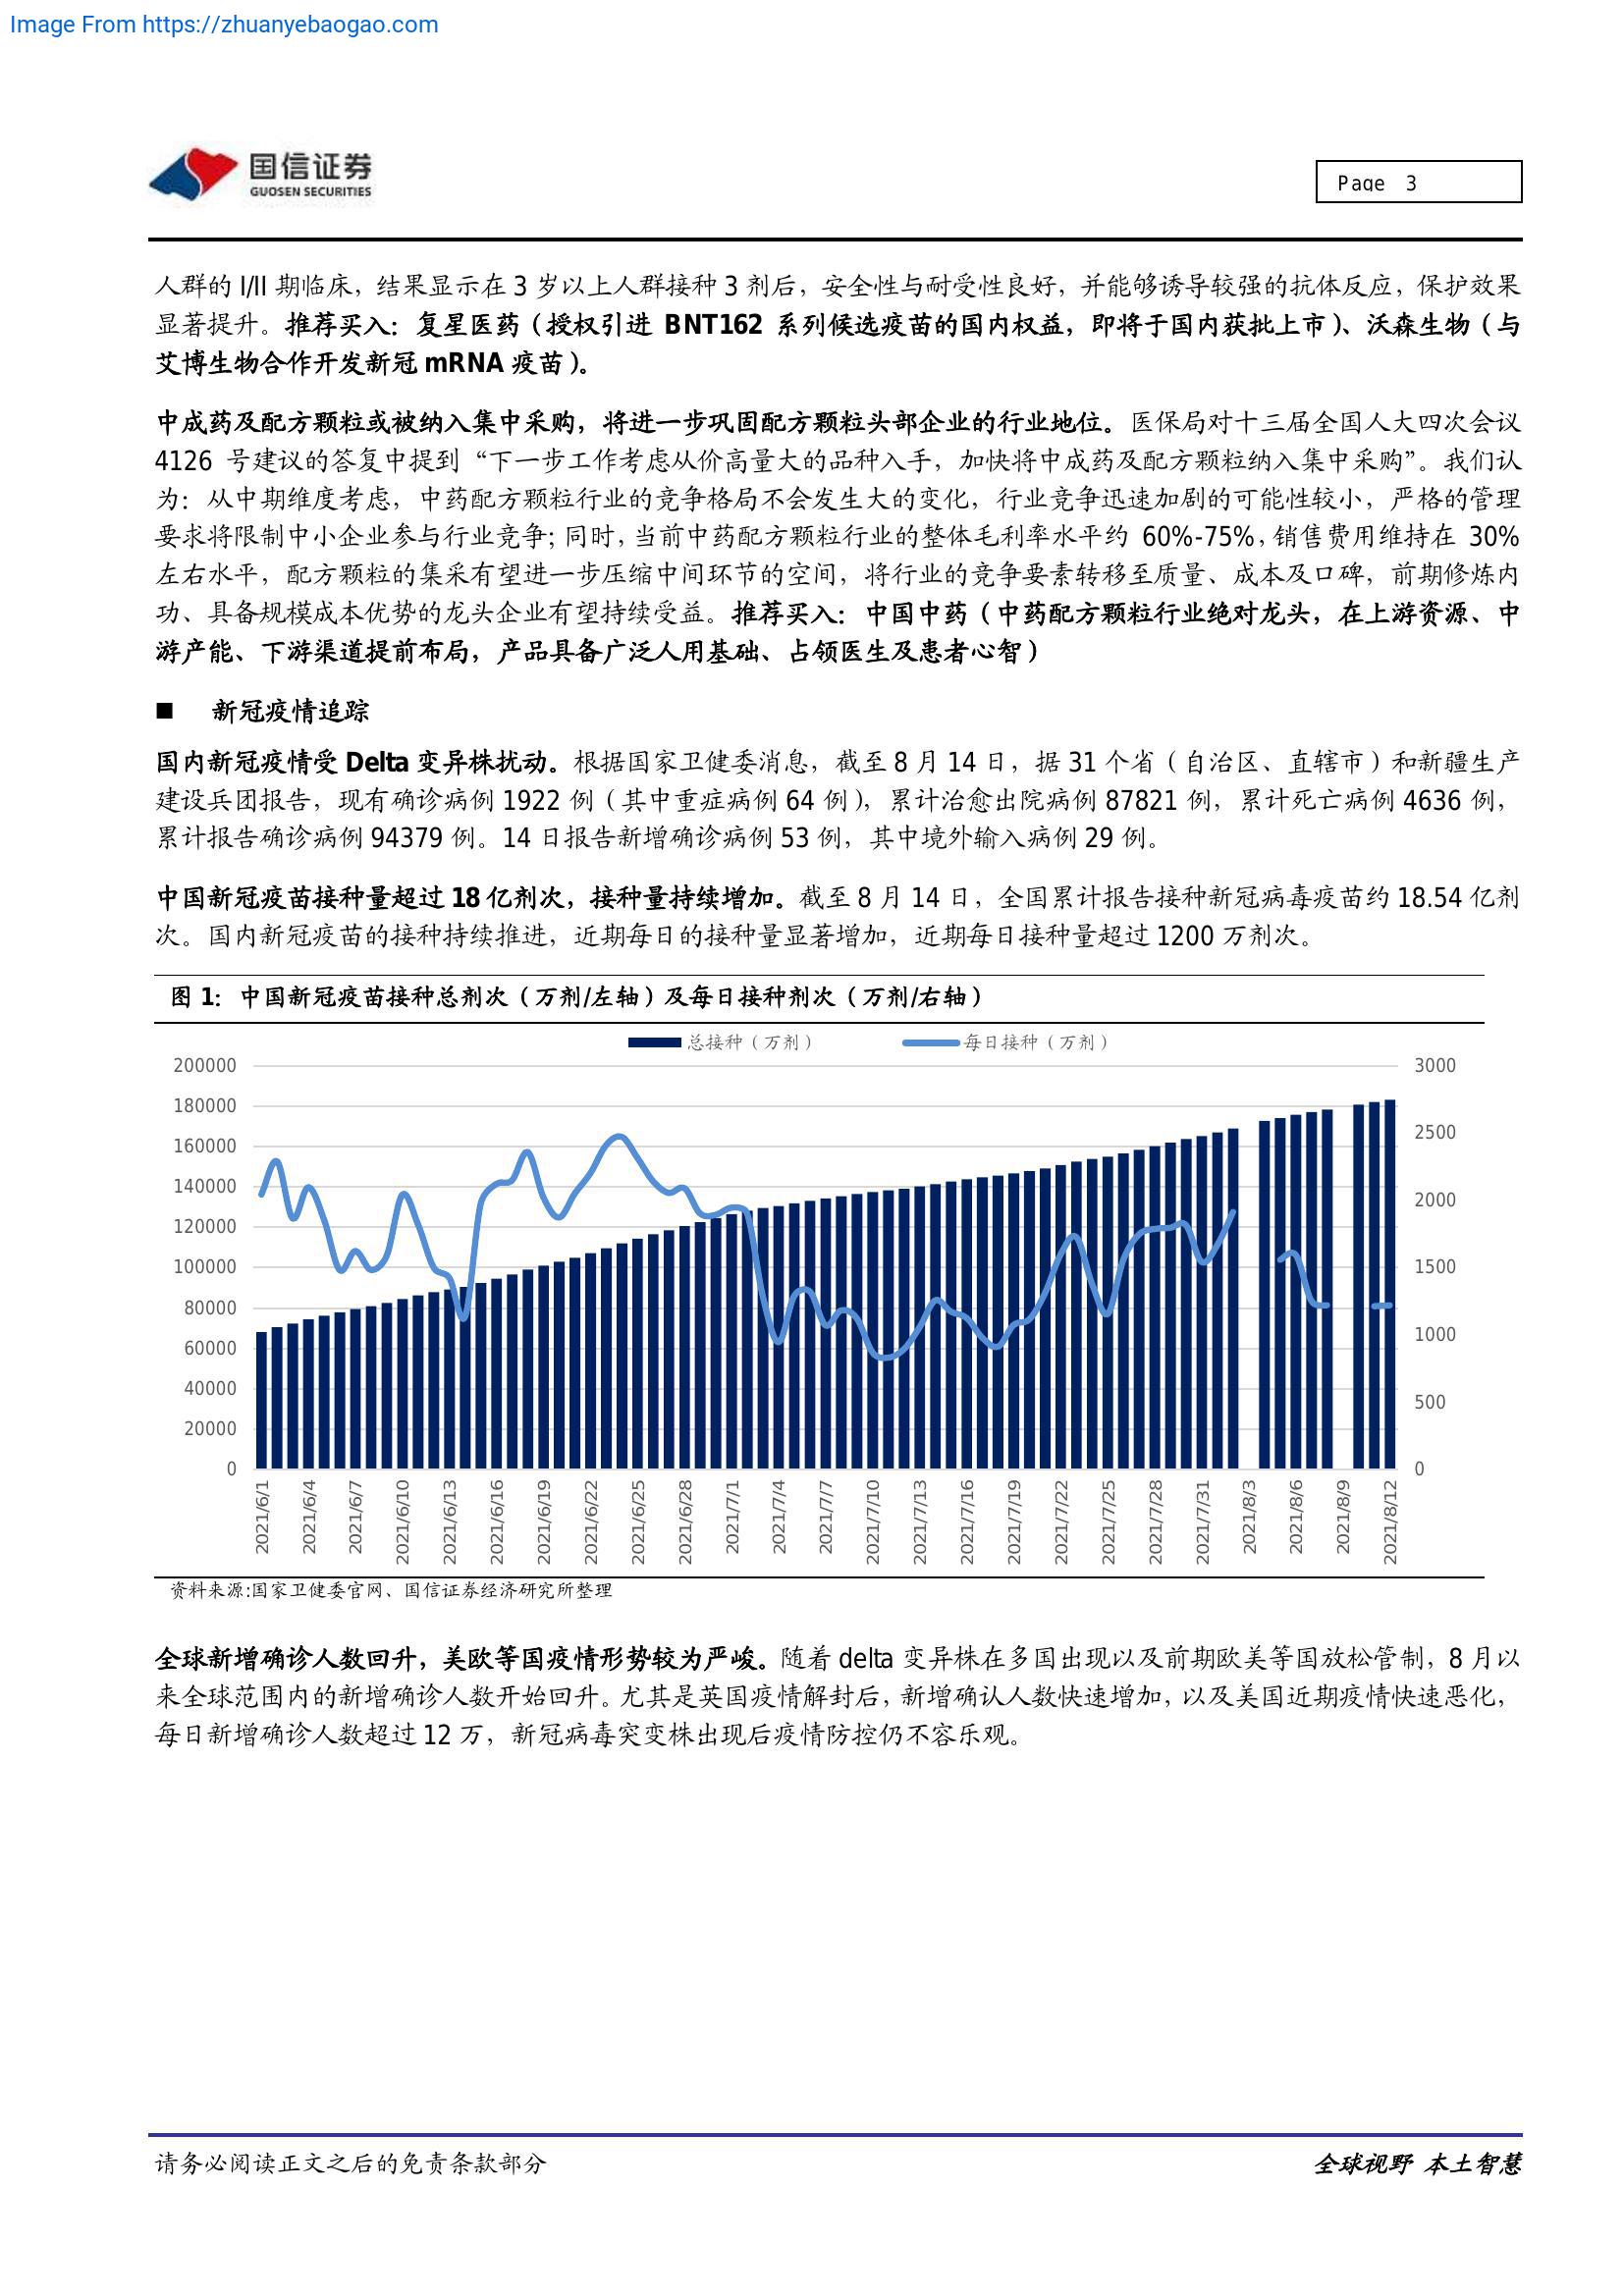 Image From https://zhuanyebaogao.com
国信证券
GUOSEN SECURITIES
Page 3
人群的 I/II 期临床，结果显示在 3 岁以上人群接种 3 剂后，安全性与耐受性良好，并能够诱导较强的抗体反应，保护效果
显著提升。推荐买入：复星医药（授权引进 BNT162 系列候选疫苗的国内权益，即将于国内获批上市）、沃森生物（与
艾博生物合作开发新冠 mRNA 疫苗）。
中成药及配方颗粒或被纳入集中采购，将进一步巩固配方颗粒头部企业的行业地位。医保局对十三届全国人大四次会议
4126 号建议的答复中提到“下一步工作考虑从价高量大的品种入手，加快将中成药及配方颗粒纳入集中采购”。我们认
为：从中期维度考虑，中药配方颗粒行业的竞争格局不会发生大的变化，行业竞争迅速加剧的可能性较小，严格的管理
要求将限制中小企业参与行业竞争；同时，当前中药配方颗粒行业的整体毛利率水平约 60%-75%，销售费用维持在 30%
左右水平，配方颗粒的集采有望进一步压缩中间环节的空间，将行业的竞争要素转移至质量、成本及口碑，前期修炼内
功、具备规模成本优势的龙头企业有望持续受益。推荐买入：中国中药（中药配方颗粒行业绝对龙头，在上游资源、中
游产能、下游渠道提前布局，产品具备广泛人用基础、占领医生及患者心智）
■ 新冠疫情追踪
国内新冠疫情受 Delta 变异株扰动。根据国家卫健委消息，截至 8 月 14 日，据 31 个省（自治区、直辖市）和新疆生产
建设兵团报告，现有确诊病例 1922 例（其中重症病例 64 例），累计治愈出院病例 87821 例，累计死亡病例 4636 例，
累计报告确诊病例 94379 例。14 日报告新增确诊病例 53 例，其中境外输入病例 29 例。
中国新冠疫苗接种量超过 18 亿剂次，接种量持续增加。截至 8 月 14 日，全国累计报告接种新冠病毒疫苗约 18.54 亿剂
次。国内新冠疫苗的接种持续推进，近期每日的接种量显著增加，近期每日接种量超过 1200 万剂次。
图 1：中国新冠疫苗接种总剂次（万剂/左轴）及每日接种剂次（万剂/右轴）
总接种（万剂） 每日接种（万剂）
200000 3000
180000
160000 2500
140000 2000
120000
100000 1500
80000
60000 1000
40000 500
20000
0 0
2021/6/1 2021/6/4 2021/6/7 2021/6/10 2021/6/13 2021/6/16 2021/6/19 2021/6/22 2021/6/25 2021/6/28 2021/7/1 2021/7/4 2021/7/7 2021/7/10 2021/7/13 2021/7/16 2021/7/19 2021/7/22 2021/7/25 2021/7/28 2021/7/31 2021/8/3 2021/8/6 2021/8/9 2021/8/12
资料来源:国家卫健委官网、国信证券经济研究所整理
全球新增确诊人数回升，美欧等国疫情形势较为严峻。随着 delta 变异株在多国出现以及前期欧美等国放松管制，8 月以
来全球范围内的新增确诊人数开始回升。尤其是英国疫情解封后，新增确认人数快速增加，以及美国近期疫情快速恶化，
每日新增确诊人数超过 12 万，新冠病毒突变株出现后疫情防控仍不容乐观。
请务必阅读正文之后的免责条款部分
全球视野 本土智慧